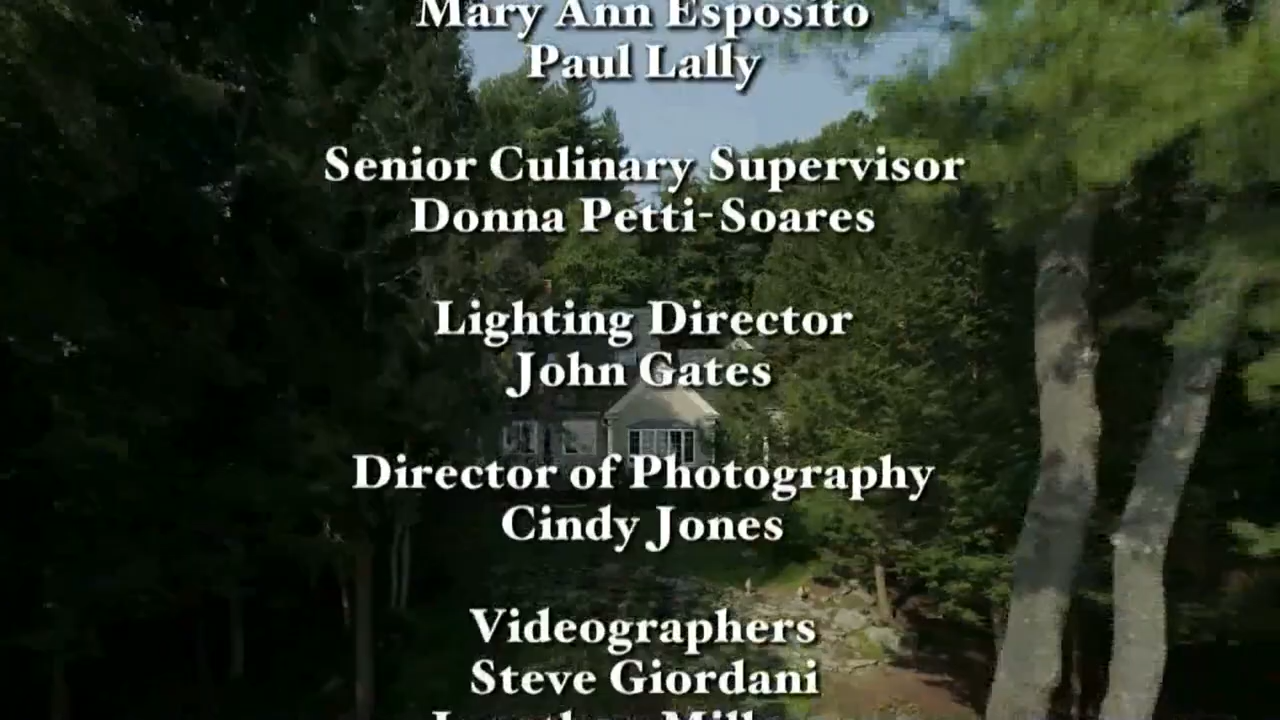 Mary Ann Esposito
Paul Lally
Senior Culinary Supervisor
Donna Petti-Soares
Lighting Director
John Gates
Director of Photography
Cindy Jones
Videographers
Steve Giordani